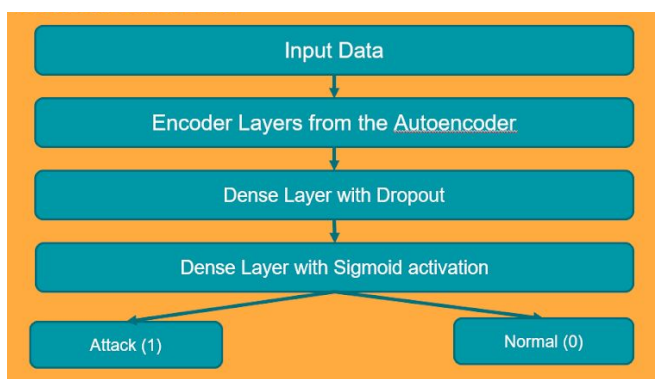 Input Data
Encoder Layers from the Autoencoder
Dense Layer with Dropout
Dense Layer with Sigmoid activation
Attack (1)
Normal (0)